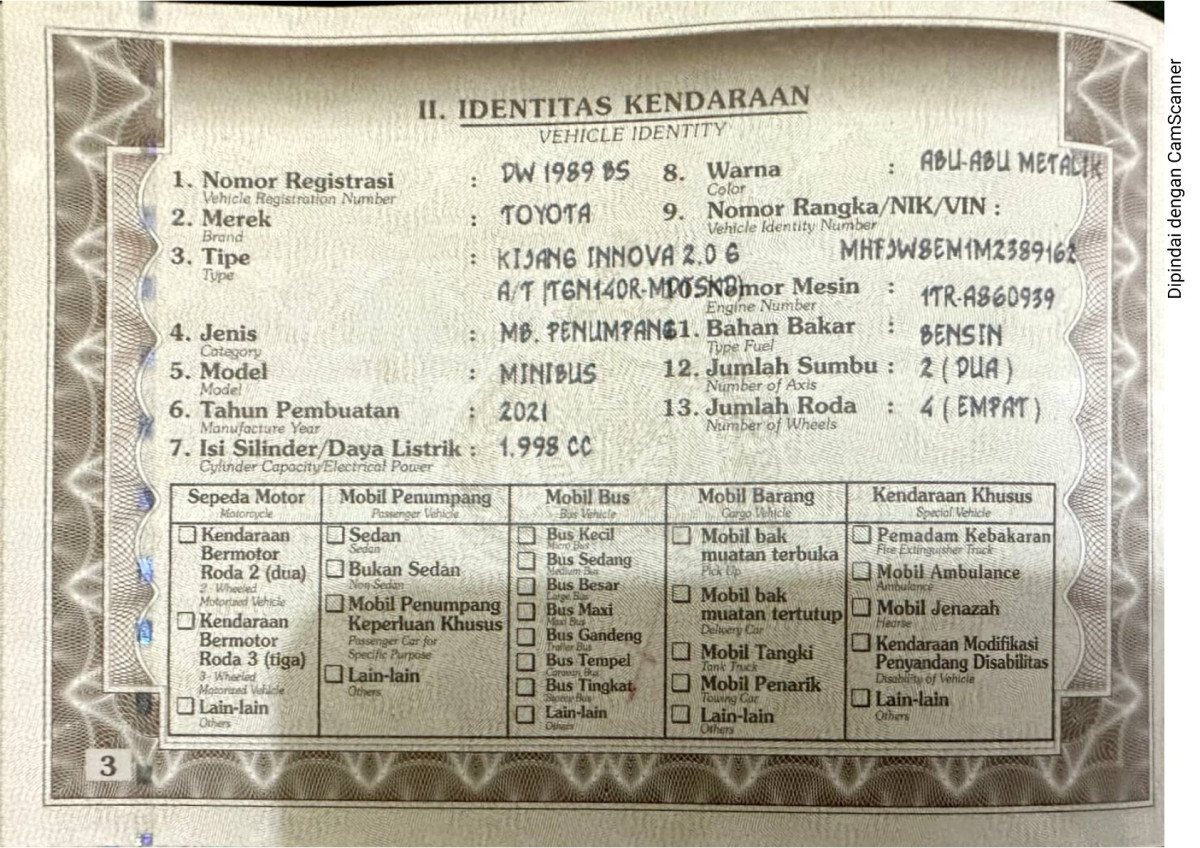 II. IDENTITAS KENDARAAN
VEHICLE IDENTITY
1. Nomor Registrasi : DW 1989 BS
Vehicle Registration Number
2. Merek : TOYOTA
Brand
3. Tipe : KIJANG INNOVA 2.0 G
Type
A/T
4. Jenis : MB. PENUMPANG
Category
5. Model : MINIBUS
Model
6. Tahun Pembuatan : 2021
Manufacture Year
7. Isi Silinder/Daya Listrik : 1.998 CC
Cylinder Capacity/Electrical Power
8. Warna : ABU-ABU METALIK
Color
9. Nomor Rangka/NIK/VIN :
Vehicle Identity Number
MHFJW8EM1M2389162
Nomor Mesin : 1TR-A860939
Engine Number
11. Bahan Bakar : BENSIN
Type Fuel
12. Jumlah Sumbu : 2 ( DUA )
Number of Axis
13. Jumlah Roda : 4 ( EMPAT )
Number of Wheels
Sepeda Motor
Motorcycle
Kendaraan
Bermotor
Roda 2 (dua)
2 - Wheeled
Motorized Vehicle
Kendaraan
Bermotor
Roda 3 (tiga)
3 - Wheeled
Motorized Vehicle
Lain-lain
Others
Mobil Penumpang
Passenger Vehicle
Sedan
Sedan
Bukan Sedan
Non-Sedan
Mobil Penumpang
Keperluan Khusus
Passenger Car for
Specific Purpose
Lain-lain
Others
Mobil Bus
Bus Vehicle
Bus Kecil
Micro Bus
Bus Sedang
Medium Bus
Bus Besar
Large Bus
Bus Maxi
Maxi Bus
Bus Gandeng
Trailer Bus
Bus Tempel
Caravan Bus
Bus Tingkat
Lain-lain
Others
Mobil Barang
Cargo Vehicle
Mobil bak
muatan terbuka
Pick Up
Mobil bak
muatan tertutup
Delivery Car
Mobil Tangki
Tank Truck
Mobil Penarik
Towing Car
Lain-lain
Others
Kendaraan Khusus
Special Vehicle
Pemadam Kebakaran
Fire Extinguisher Truck
Mobil Ambulance
Ambulance
Mobil Jenazah
Hearse
Kendaraan Modifikasi
Penyandang Disabilitas
Disability of Vehicle
Lain-lain
Others
3
Dipindai dengan CamScanner